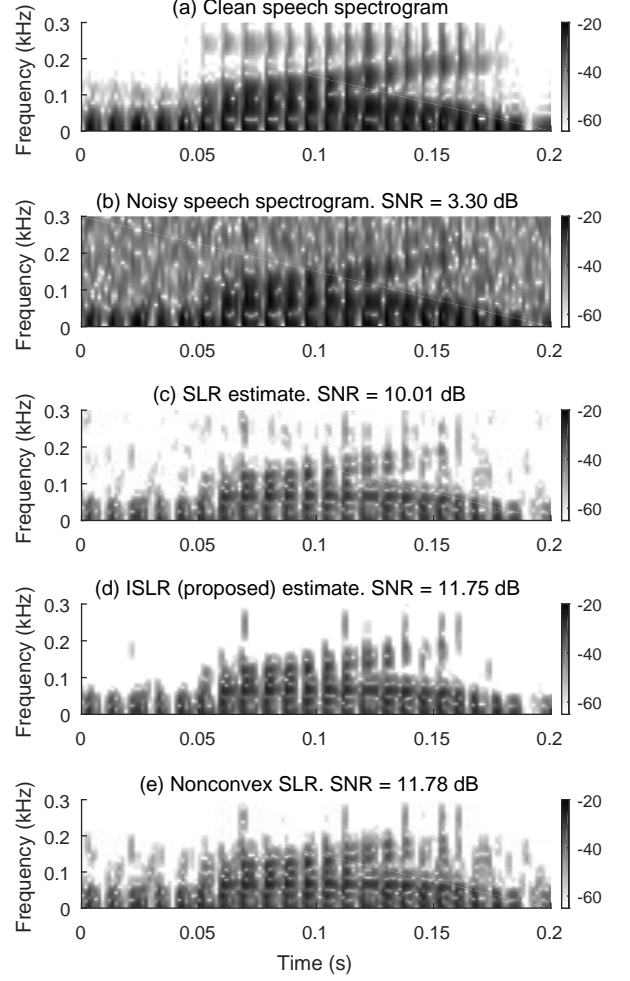 (a) Clean speech spectrogram
Frequency (kHz)
0.3
0.2
0.1
0
0 0.05 0.1 0.15 0.2
-20
-40
-60
(b) Noisy speech spectrogram. SNR = 3.30 dB
Frequency (kHz)
0.3
0.2
0.1
0
0 0.05 0.1 0.15 0.2
-20
-40
-60
(c) SLR estimate. SNR = 10.01 dB
Frequency (kHz)
0.3
0.2
0.1
0
0 0.05 0.1 0.15 0.2
-20
-40
-60
(d) ISLR (proposed) estimate. SNR = 11.75 dB
Frequency (kHz)
0.3
0.2
0.1
0
0 0.05 0.1 0.15 0.2
-20
-40
-60
(e) Nonconvex SLR. SNR = 11.78 dB
Frequency (kHz)
0.3
0.2
0.1
0
0 0.05 0.1 0.15 0.2
-20
-40
-60
Time (s)